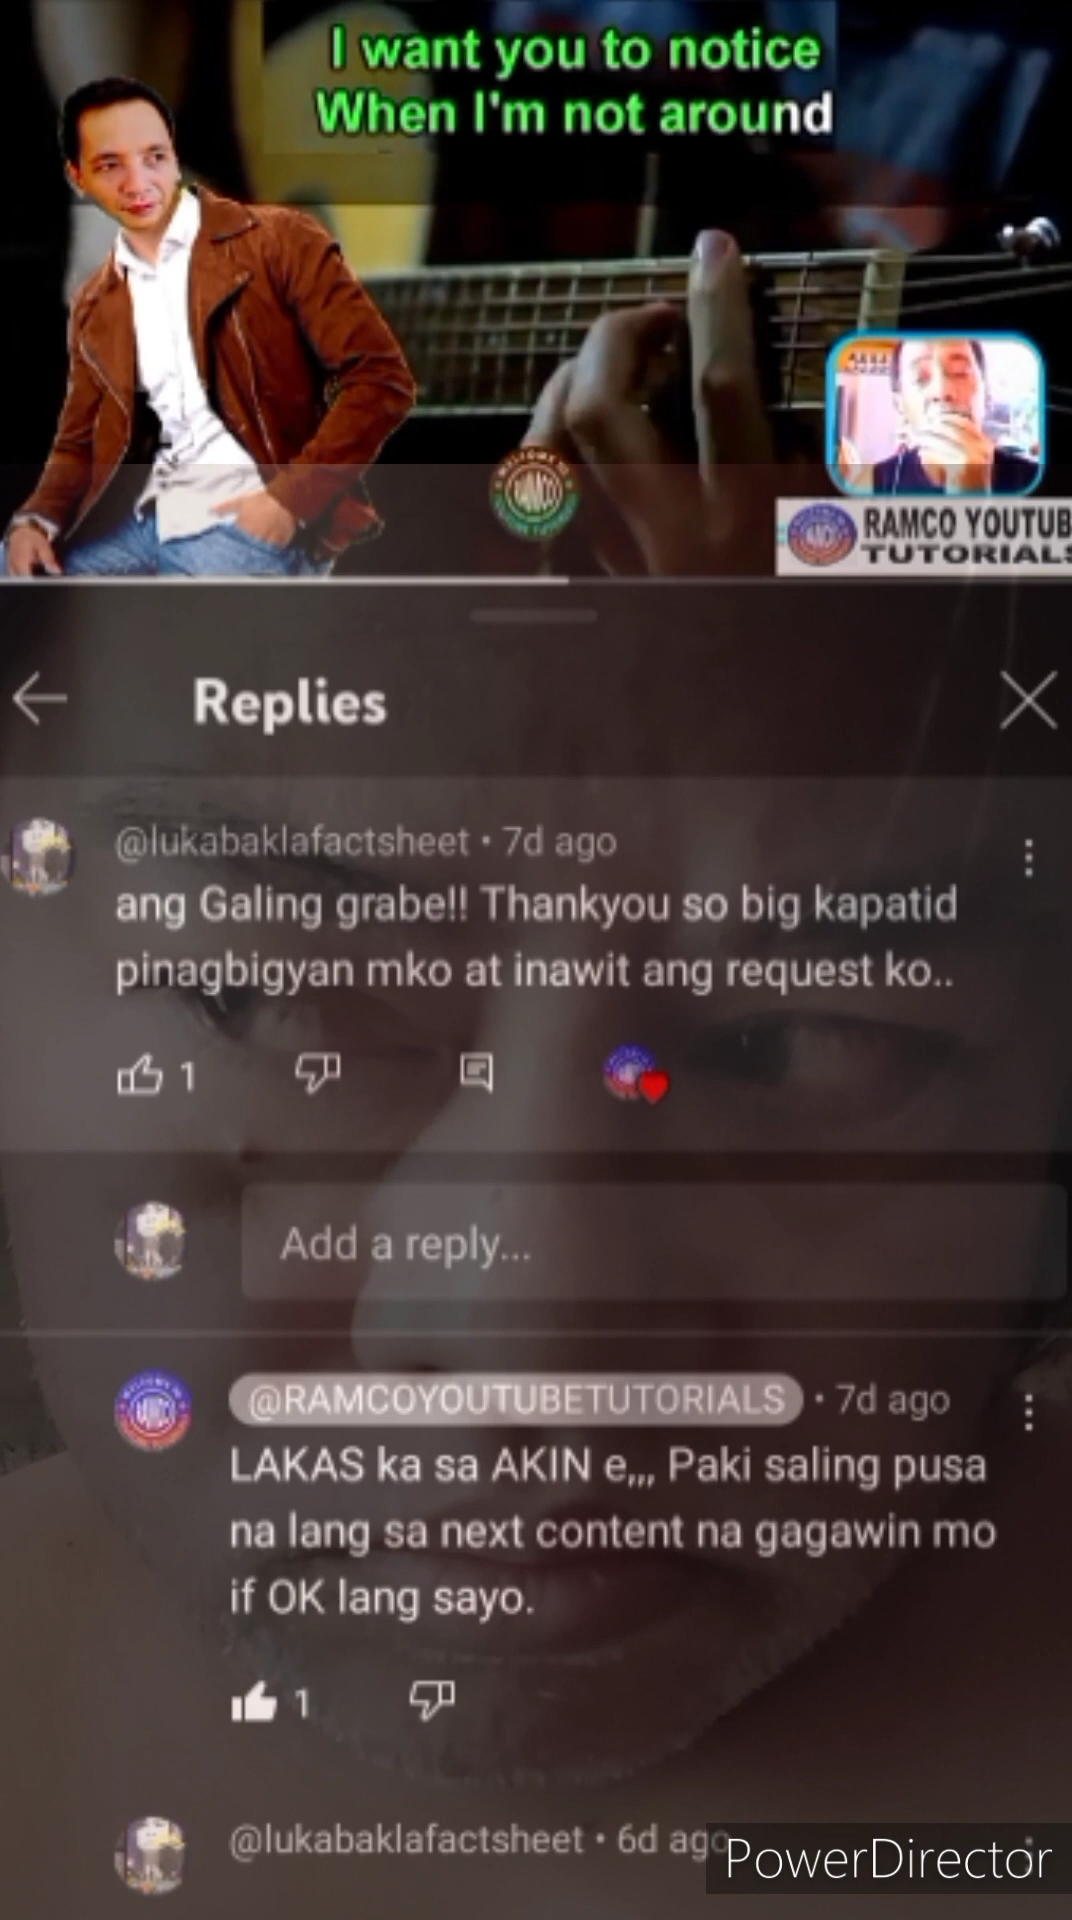 I want you to notice
When I'm not around
WELCOME TO
RAMCO
RAMCO YOUTUB
TUTORIALS
Replies
@lukabaklafactsheet • 7d ago
ang Galing grabe!! Thankyou so big kapatid
pinagbigyan mko at inawit ang request ko..
1
Add a reply...
@RAMCOYOUTUBETUTORIALS • 7d ago
LAKAS ka sa AKIN e,,, Paki saling pusa
na lang sa next content na gagawin mo
if OK lang sayo.
1
@lukabaklafactsheet • 6d ago
PowerDirector